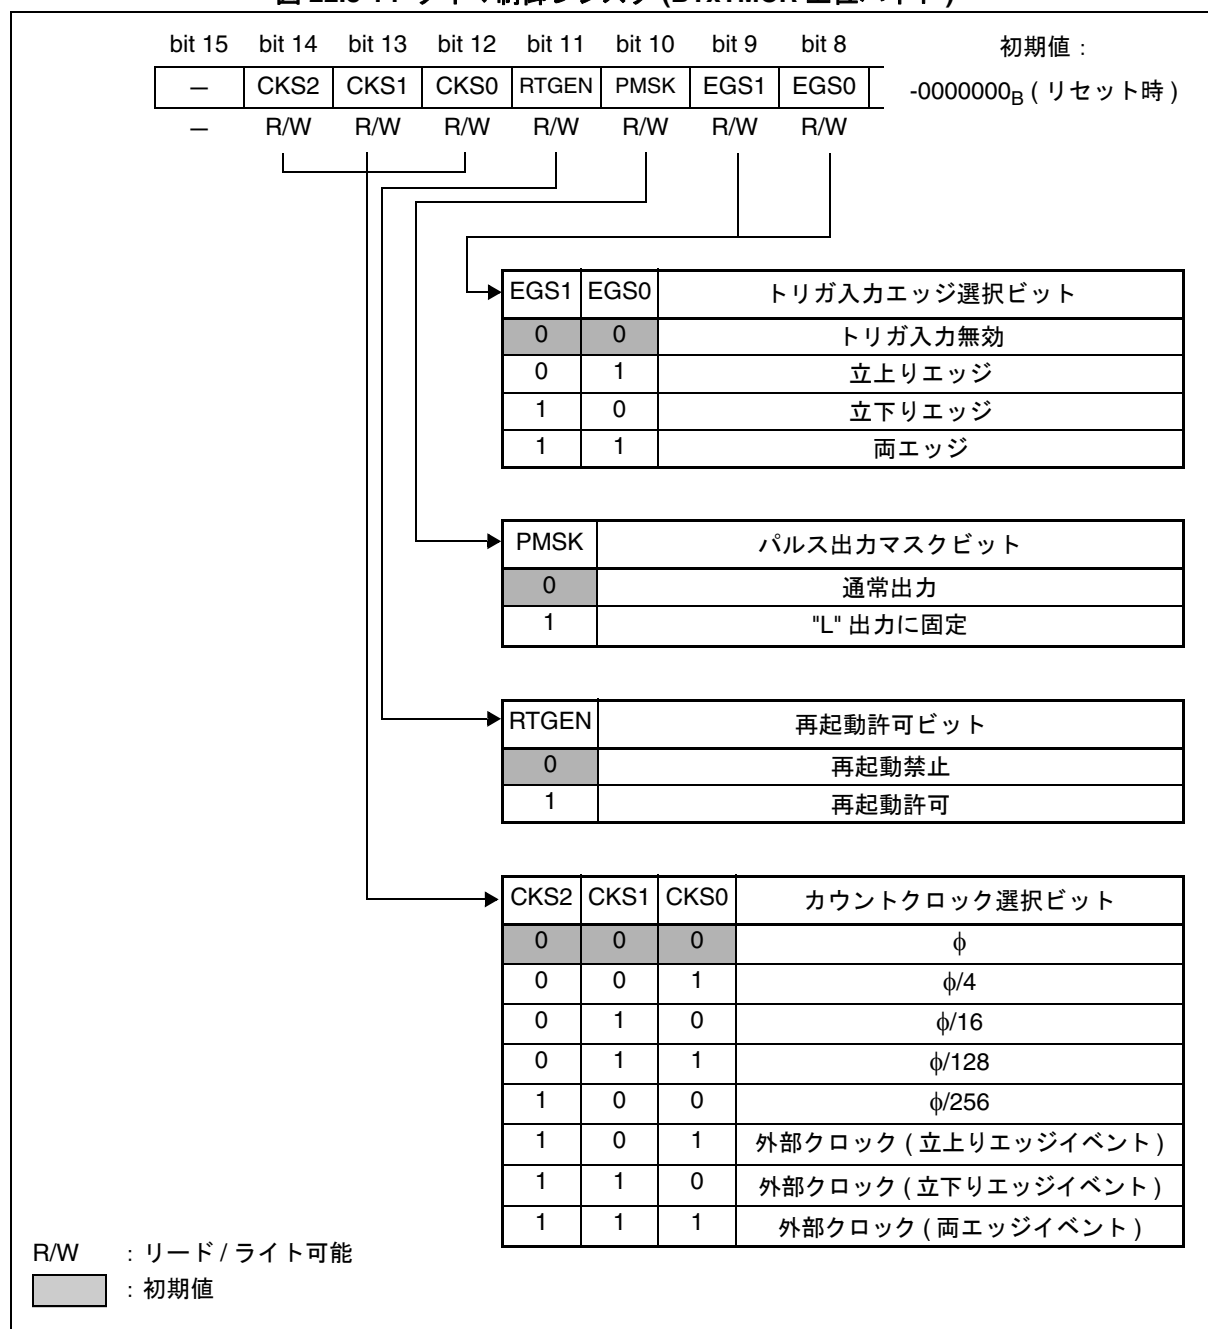 bit 15 bit 14 bit 13 bit 12 bit 11 bit 10 bit 9 bit 8 初期値：
— CKS2 CKS1 CKS0 RTGEN PMSK EGS1 EGS0 -0000000B ( リセット時 )
— R/W R/W R/W R/W R/W R/W R/W
EGS1 EGS0 トリガ入力エッジ選択ビット
0 0 トリガ入力無効
0 1 立上りエッジ
1 0 立下りエッジ
1 1 両エッジ
PMSK パルス出力マスクビット
0 通常出力
1 "L" 出力に固定
RTGEN 再起動許可ビット
0 再起動禁止
1 再起動許可
CKS2 CKS1 CKS0 カウントクロック選択ビット
0 0 0 ϕ
0 0 1 ϕ/4
0 1 0 ϕ/16
0 1 1 ϕ/128
1 0 0 ϕ/256
1 0 1 外部クロック ( 立上りエッジイベント )
1 1 0 外部クロック ( 立下りエッジイベント )
1 1 1 外部クロック ( 両エッジイベント )
R/W ：リード / ライト可能
：初期値